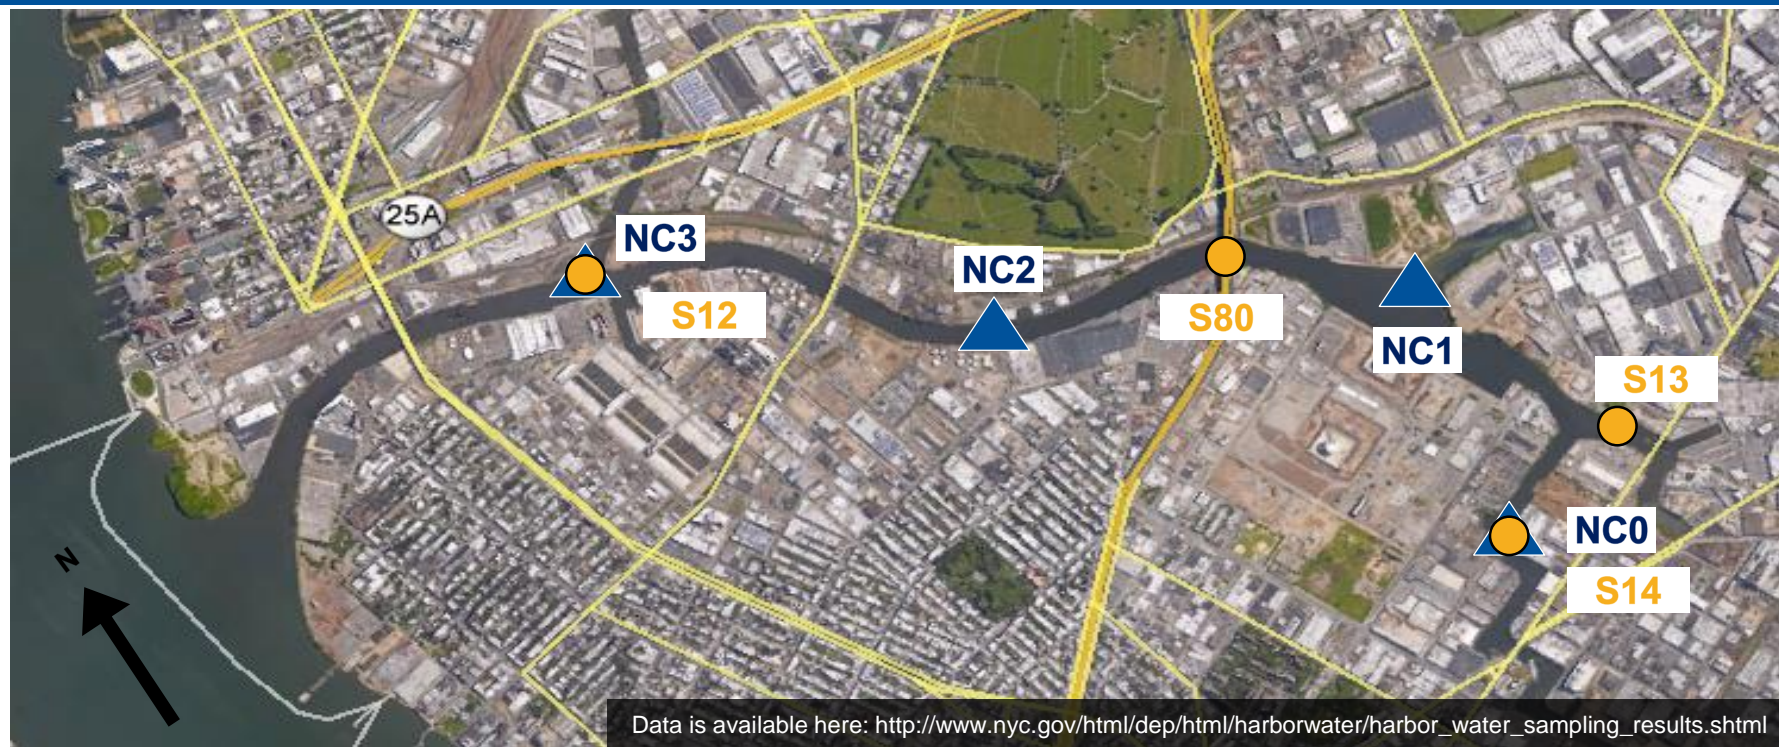 25A
NC3
S12
NC2
S80
NC1
S13
NC0
S14
N
Data is available here: http://www.nyc.gov/html/dep/html/harborwater/harbor_water_sampling_results.shtml